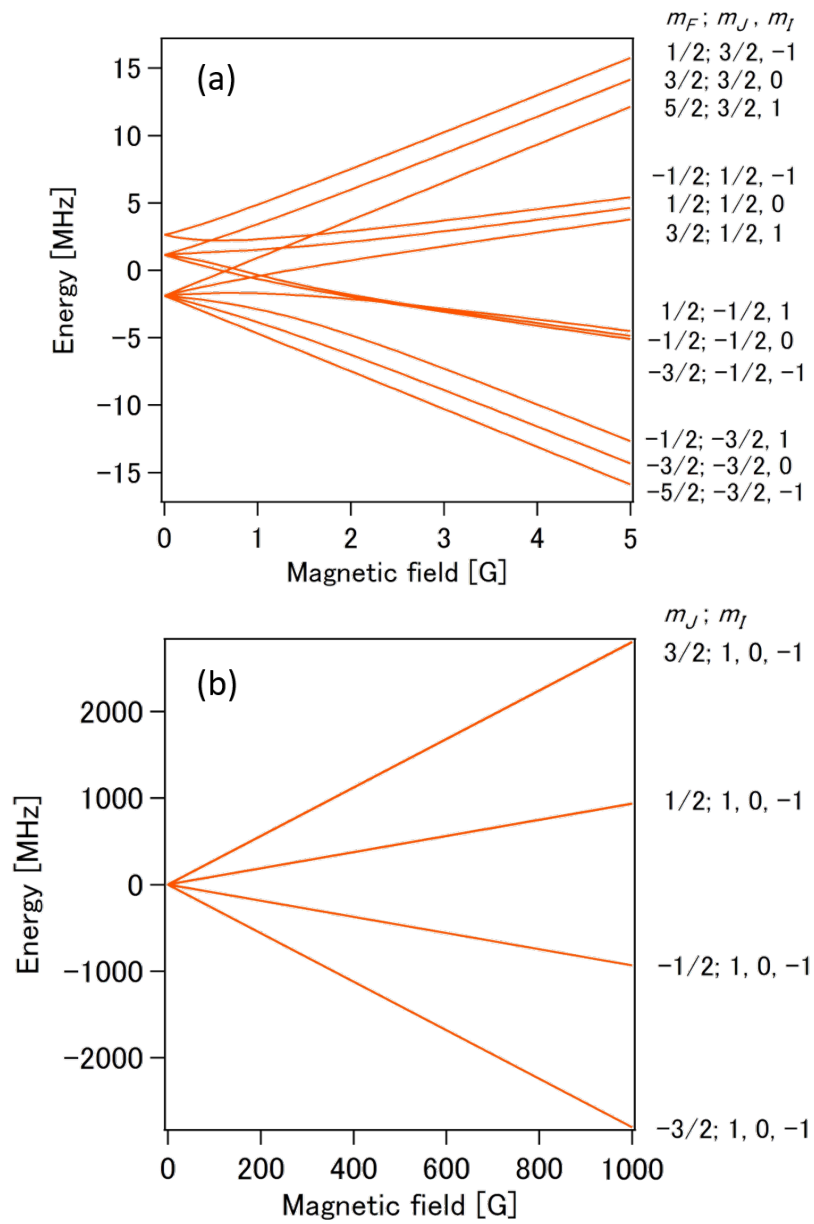 m_F ; m_J , m_I
(a)
1/2; 3/2, −1
3/2; 3/2, 0
5/2; 3/2, 1
−1/2; 1/2, −1
1/2; 1/2, 0
3/2; 1/2, 1
1/2; −1/2, 1
−1/2; −1/2, 0
−3/2; −1/2, −1
−1/2; −3/2, 1
−3/2; −3/2, 0
−5/2; −3/2, −1
Energy [MHz]
15
10
5
0
−5
−10
−15
0 1 2 3 4 5
Magnetic field [G]
m_J ; m_I
(b)
3/2; 1, 0, −1
1/2; 1, 0, −1
−1/2; 1, 0, −1
−3/2; 1, 0, −1
Energy [MHz]
2000
1000
0
−1000
−2000
0 200 400 600 800 1000
Magnetic field [G]